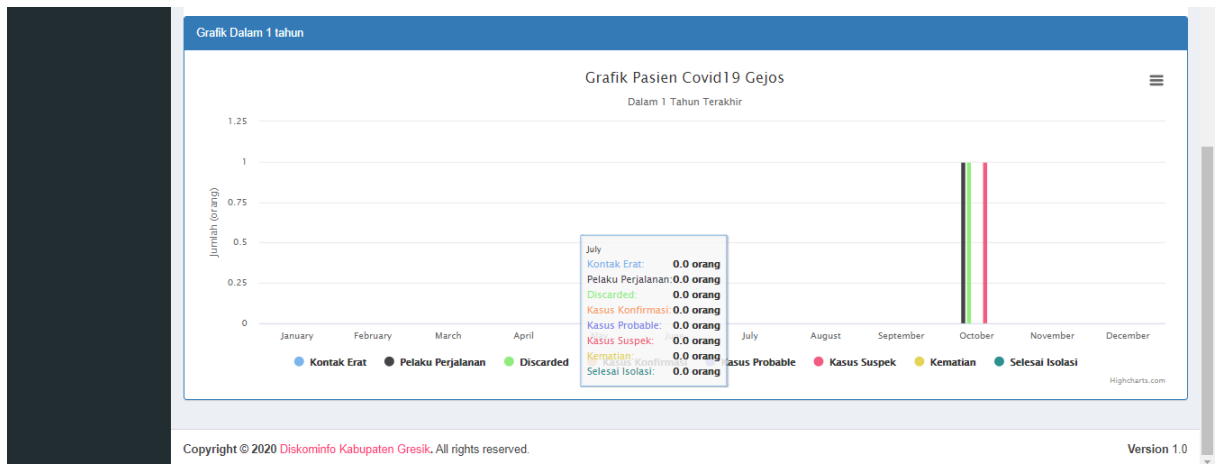 Grafik Dalam 1 tahun
Grafik Pasien Covid19 Gejos
Dalam 1 Tahun Terakhir
Jumlah (orang)
1.25
1
0.75
0.5
0.25
0
July
Kontak Erat: 0.0 orang
Pelaku Perjalanan: 0.0 orang
Discarded: 0.0 orang
Kasus Konfirmasi: 0.0 orang
Kasus Probable: 0.0 orang
Kasus Suspek: 0.0 orang
Kematian: 0.0 orang
Selesai Isolasi: 0.0 orang
January February March April July August September October November December
Kontak Erat Pelaku Perjalanan Discarded Kasus Konfirmasi Kasus Probable Kasus Suspek Kematian Selesai Isolasi
Highcharts.com
Copyright © 2020 Diskominfo Kabupaten Gresik. All rights reserved.
Version 1.0